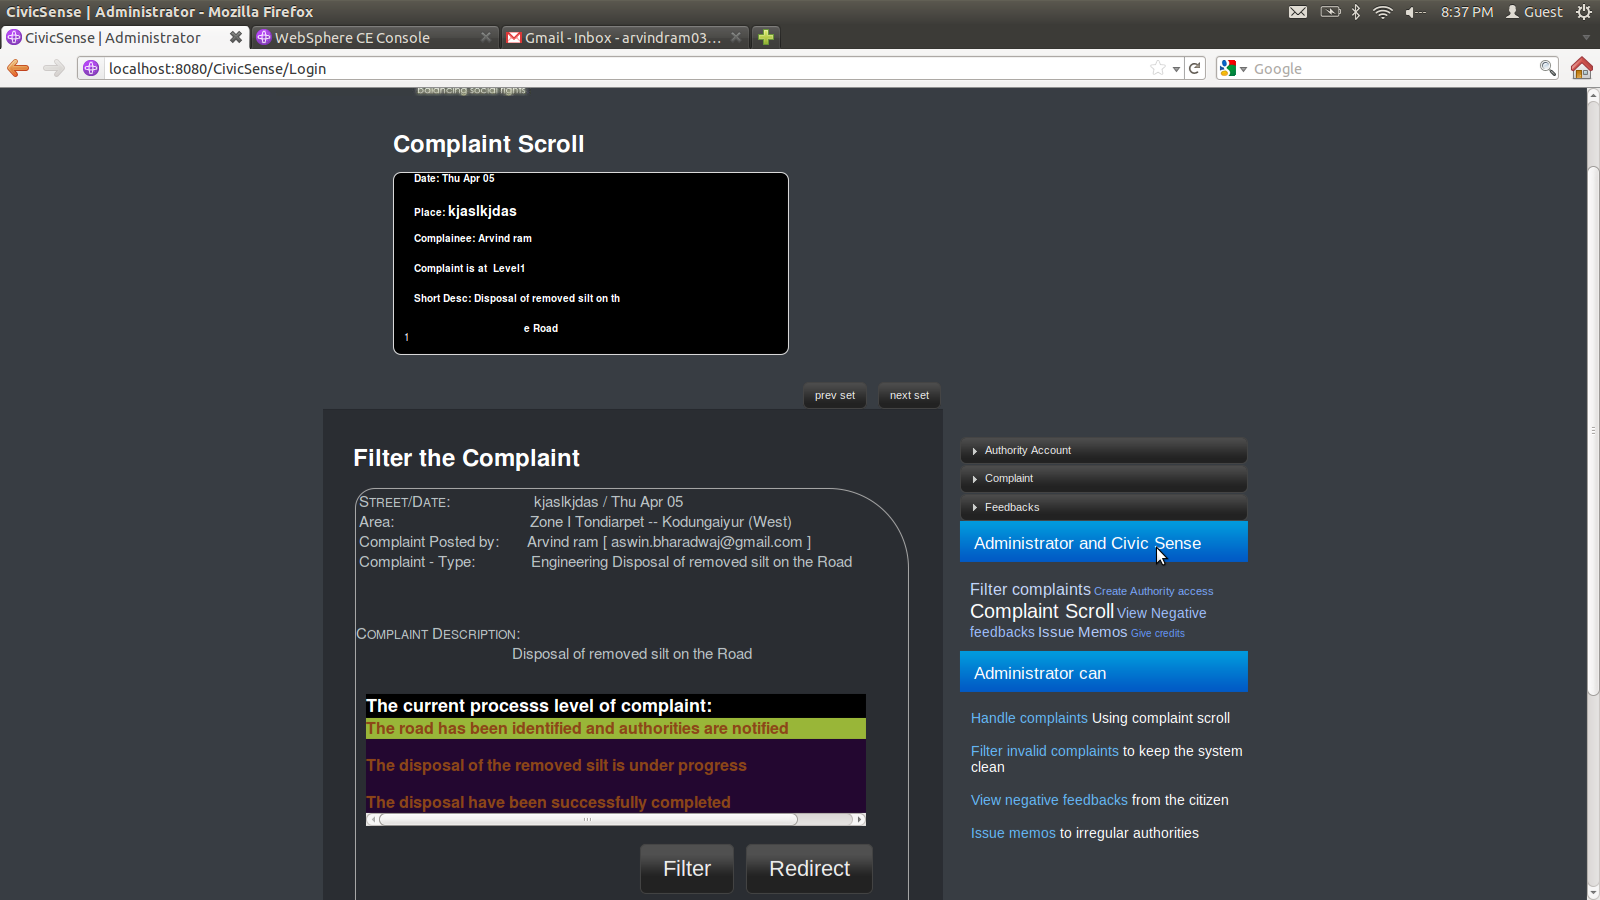 CivicSense | Administrator - Mozilla Firefox
8:37 PM Guest
CivicSense | Administrator
WebSphere CE Console
Gmail - Inbox - arvindram03...
localhost:8080/CivicSense/Login
Google
balancing social rights
Complaint Scroll
Date: Thu Apr 05
Place: kjaslkjdas
Complainee: Arvind ram
Complaint is at Level1
Short Desc: Disposal of removed silt on th
e Road
1
prev set
next set
Filter the Complaint
STREET/DATE: kjaslkjdas / Thu Apr 05
Area: Zone I Tondiarpet -- Kodungaiyur (West)
Complaint Posted by: Arvind ram [ aswin.bharadwaj@gmail.com ]
Complaint - Type: Engineering Disposal of removed silt on the Road
COMPLAINT DESCRIPTION:
Disposal of removed silt on the Road
The current processs level of complaint:
The road has been identified and authorities are notified
The disposal of the removed silt is under progress
The disposal have been successfully completed
Filter
Redirect
Authority Account
Complaint
Feedbacks
Administrator and Civic Sense
Filter complaints Create Authority access
Complaint Scroll View Negative
feedbacks Issue Memos Give credits
Administrator can
Handle complaints Using complaint scroll
Filter invalid complaints to keep the system
clean
View negative feedbacks from the citizen
Issue memos to irregular authorities